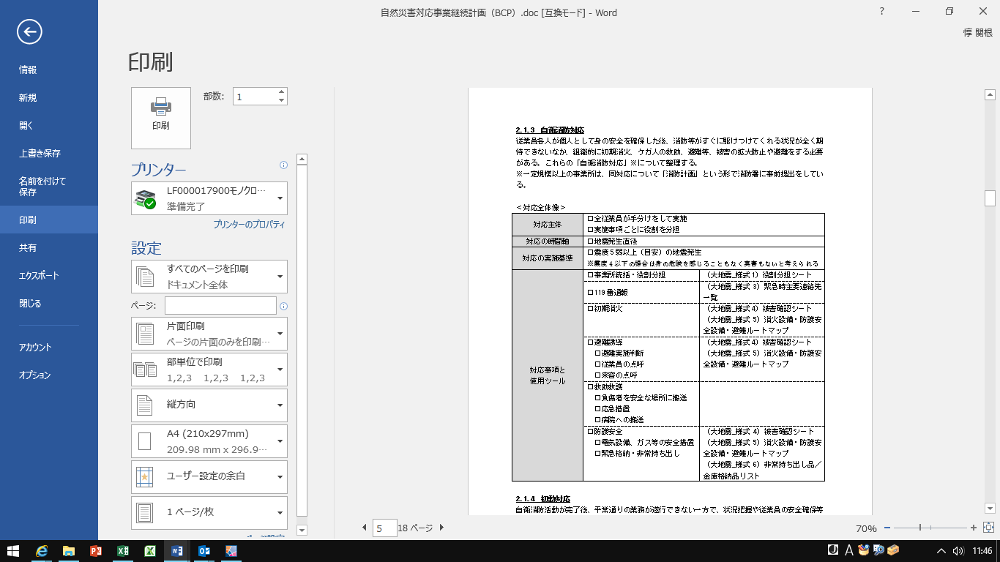 自然災害対応事業継続計画（BCP）.doc [互換モード] - Word
?
惇 関根
情報
新規
開く
上書き保存
名前を付けて
保存
印刷
共有
エクスポート
閉じる
アカウント
オプション
印刷
印刷
部数:
1
プリンター
LF000017900モノクロ…
準備完了
プリンターのプロパティ
設定
すべてのページを印刷
ドキュメント全体
ページ:
片面印刷
ページの片面のみを印刷…
部単位で印刷
1,2,3 1,2,3 1,2,3
縦方向
A4 (210x297mm)
209.98 mm x 296.9…
ユーザー設定の余白
1 ページ/枚
ページ設定
2.1.3 自衛消防対応
従業員各人が個人として身の安全を確保した後、消防等がすぐに駆けつけてくれる状況が全く期
待できないなか、組織的に初期消火、ケガ人の救助、避難等、被害の拡大防止や避難をする必要
がある。これらの「自衛消防対応」※について整理する。
※一定規模以上の事業所は、同対応について「消防計画」という形で消防署に事前提出をしてい
る。
＜対応全体像＞
対応主体
□全従業員が手分けをして実施
□実施事項ごとに役割を分担
対応の時間軸
□地震発生直後
対応の実施基準
□震度５弱以上（目安）の地震発生
※震度４以下の場合は身の危険を感じることもなく実害もないと考えられる
対応事項と
使用ツール
□事業所統括・役割分担
（大地震_様式 1）役割分担シート
□119 番通報
（大地震_様式 3）緊急時主要連絡先
一覧
□初期消火
（大地震_様式 4）被害確認シート
（大地震_様式 5）消火設備・防護安
全設備・避難ルートマップ
□避難誘導
□避難実施判断
□従業員の点呼
□来客の点呼
（大地震_様式 4）被害確認シート
（大地震_様式 5）消火設備・防護安
全設備・避難ルートマップ
□救助救護
□負傷者を安全な場所に搬送
□応急措置
□病院への搬送
□防護安全
□電気設備、ガス等の安全措置
□緊急格納・非常持ち出し
（大地震_様式 4）被害確認シート
（大地震_様式 5）消火設備・防護安
全設備・避難ルートマップ
（大地震_様式 6）非常持ち出し品／
金庫格納品リスト
2.1.4 初動対応
自衛消防活動が完了後、平常通りの業務が遂行できない一方で、状況把握や従業員の安全確保等
5
18 ページ
70%
A
11:46